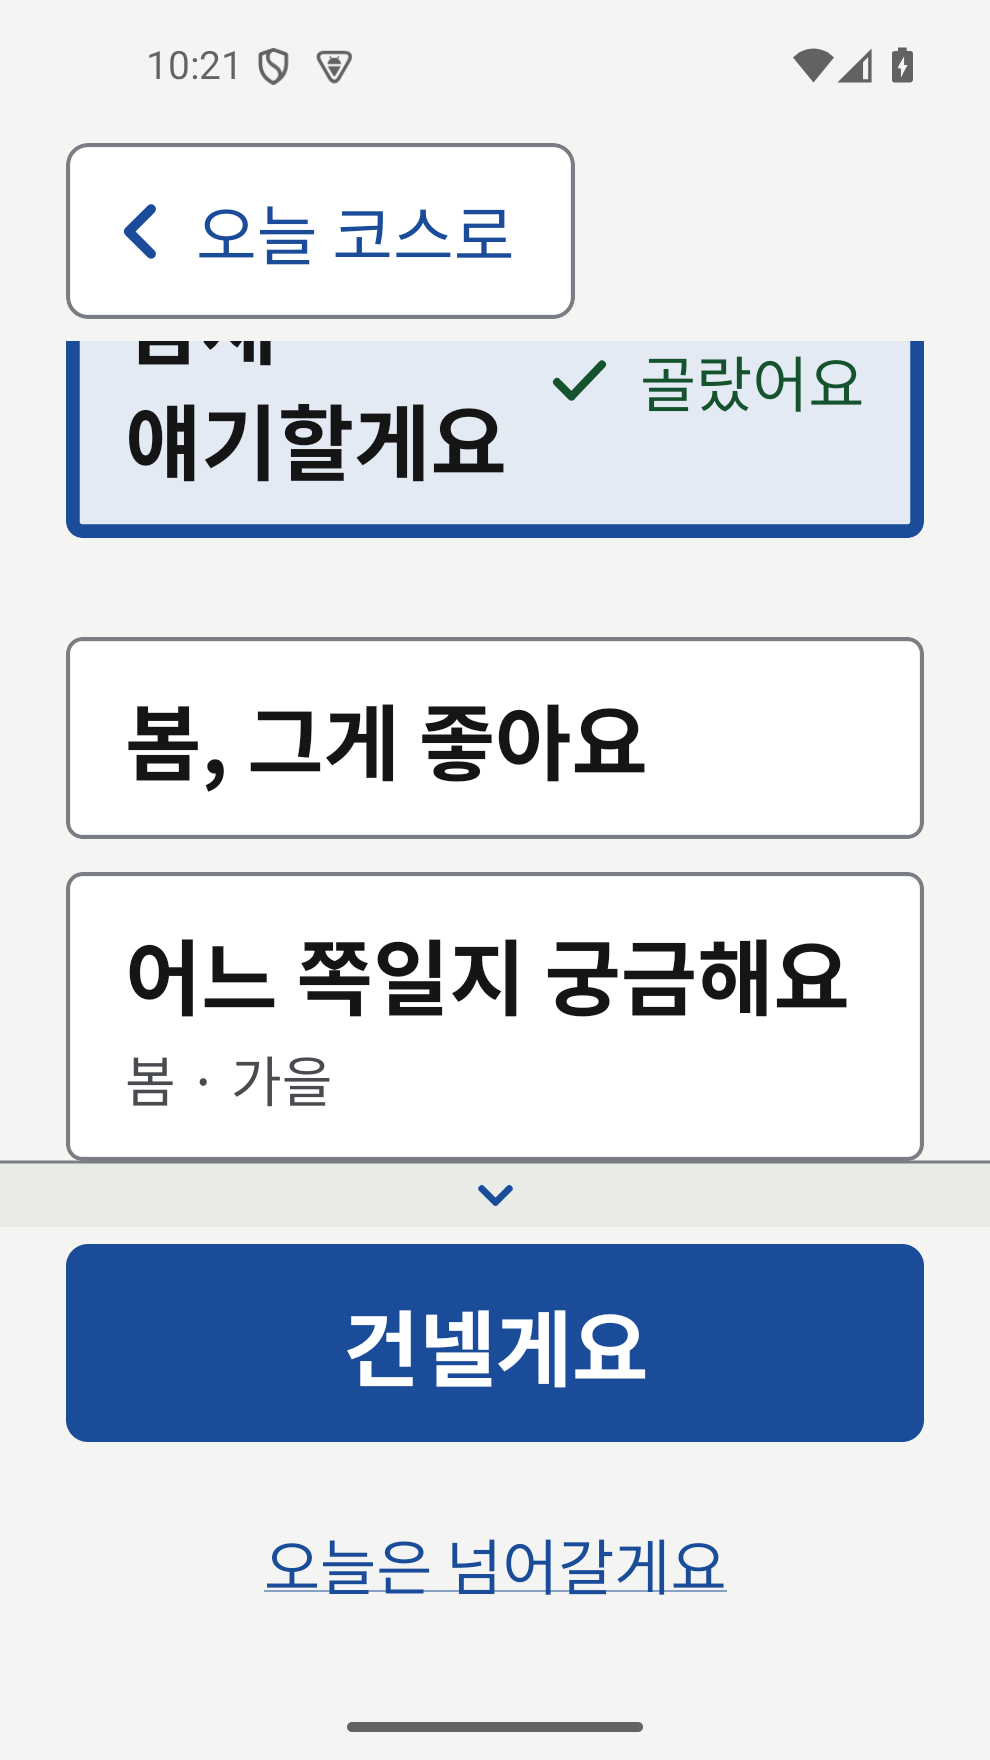 10:21
오늘 코스로
골랐어요
얘기할게요
봄, 그게 좋아요
어느 쪽일지 궁금해요
봄 · 가을
건넬게요
오늘은 넘어갈게요